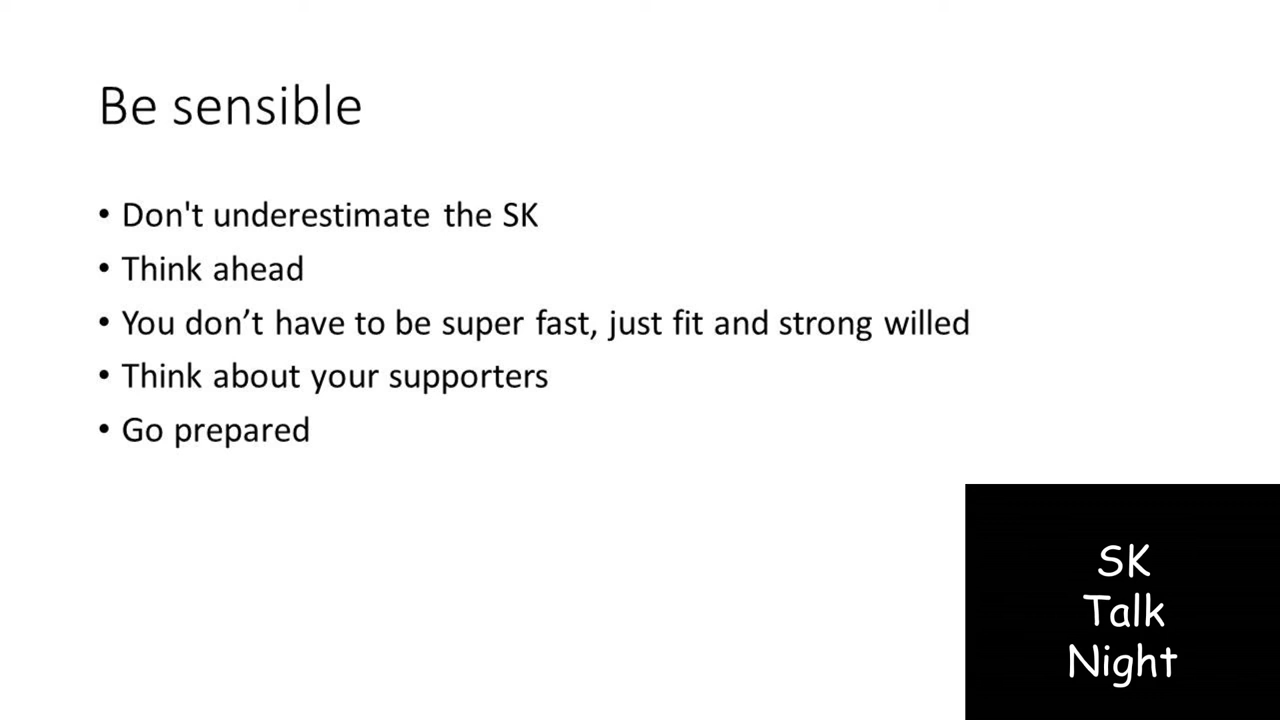 Be sensible
• Don't underestimate the SK
• Think ahead
• You don’t have to be super fast, just fit and strong willed
• Think about your supporters
• Go prepared
SK
Talk
Night